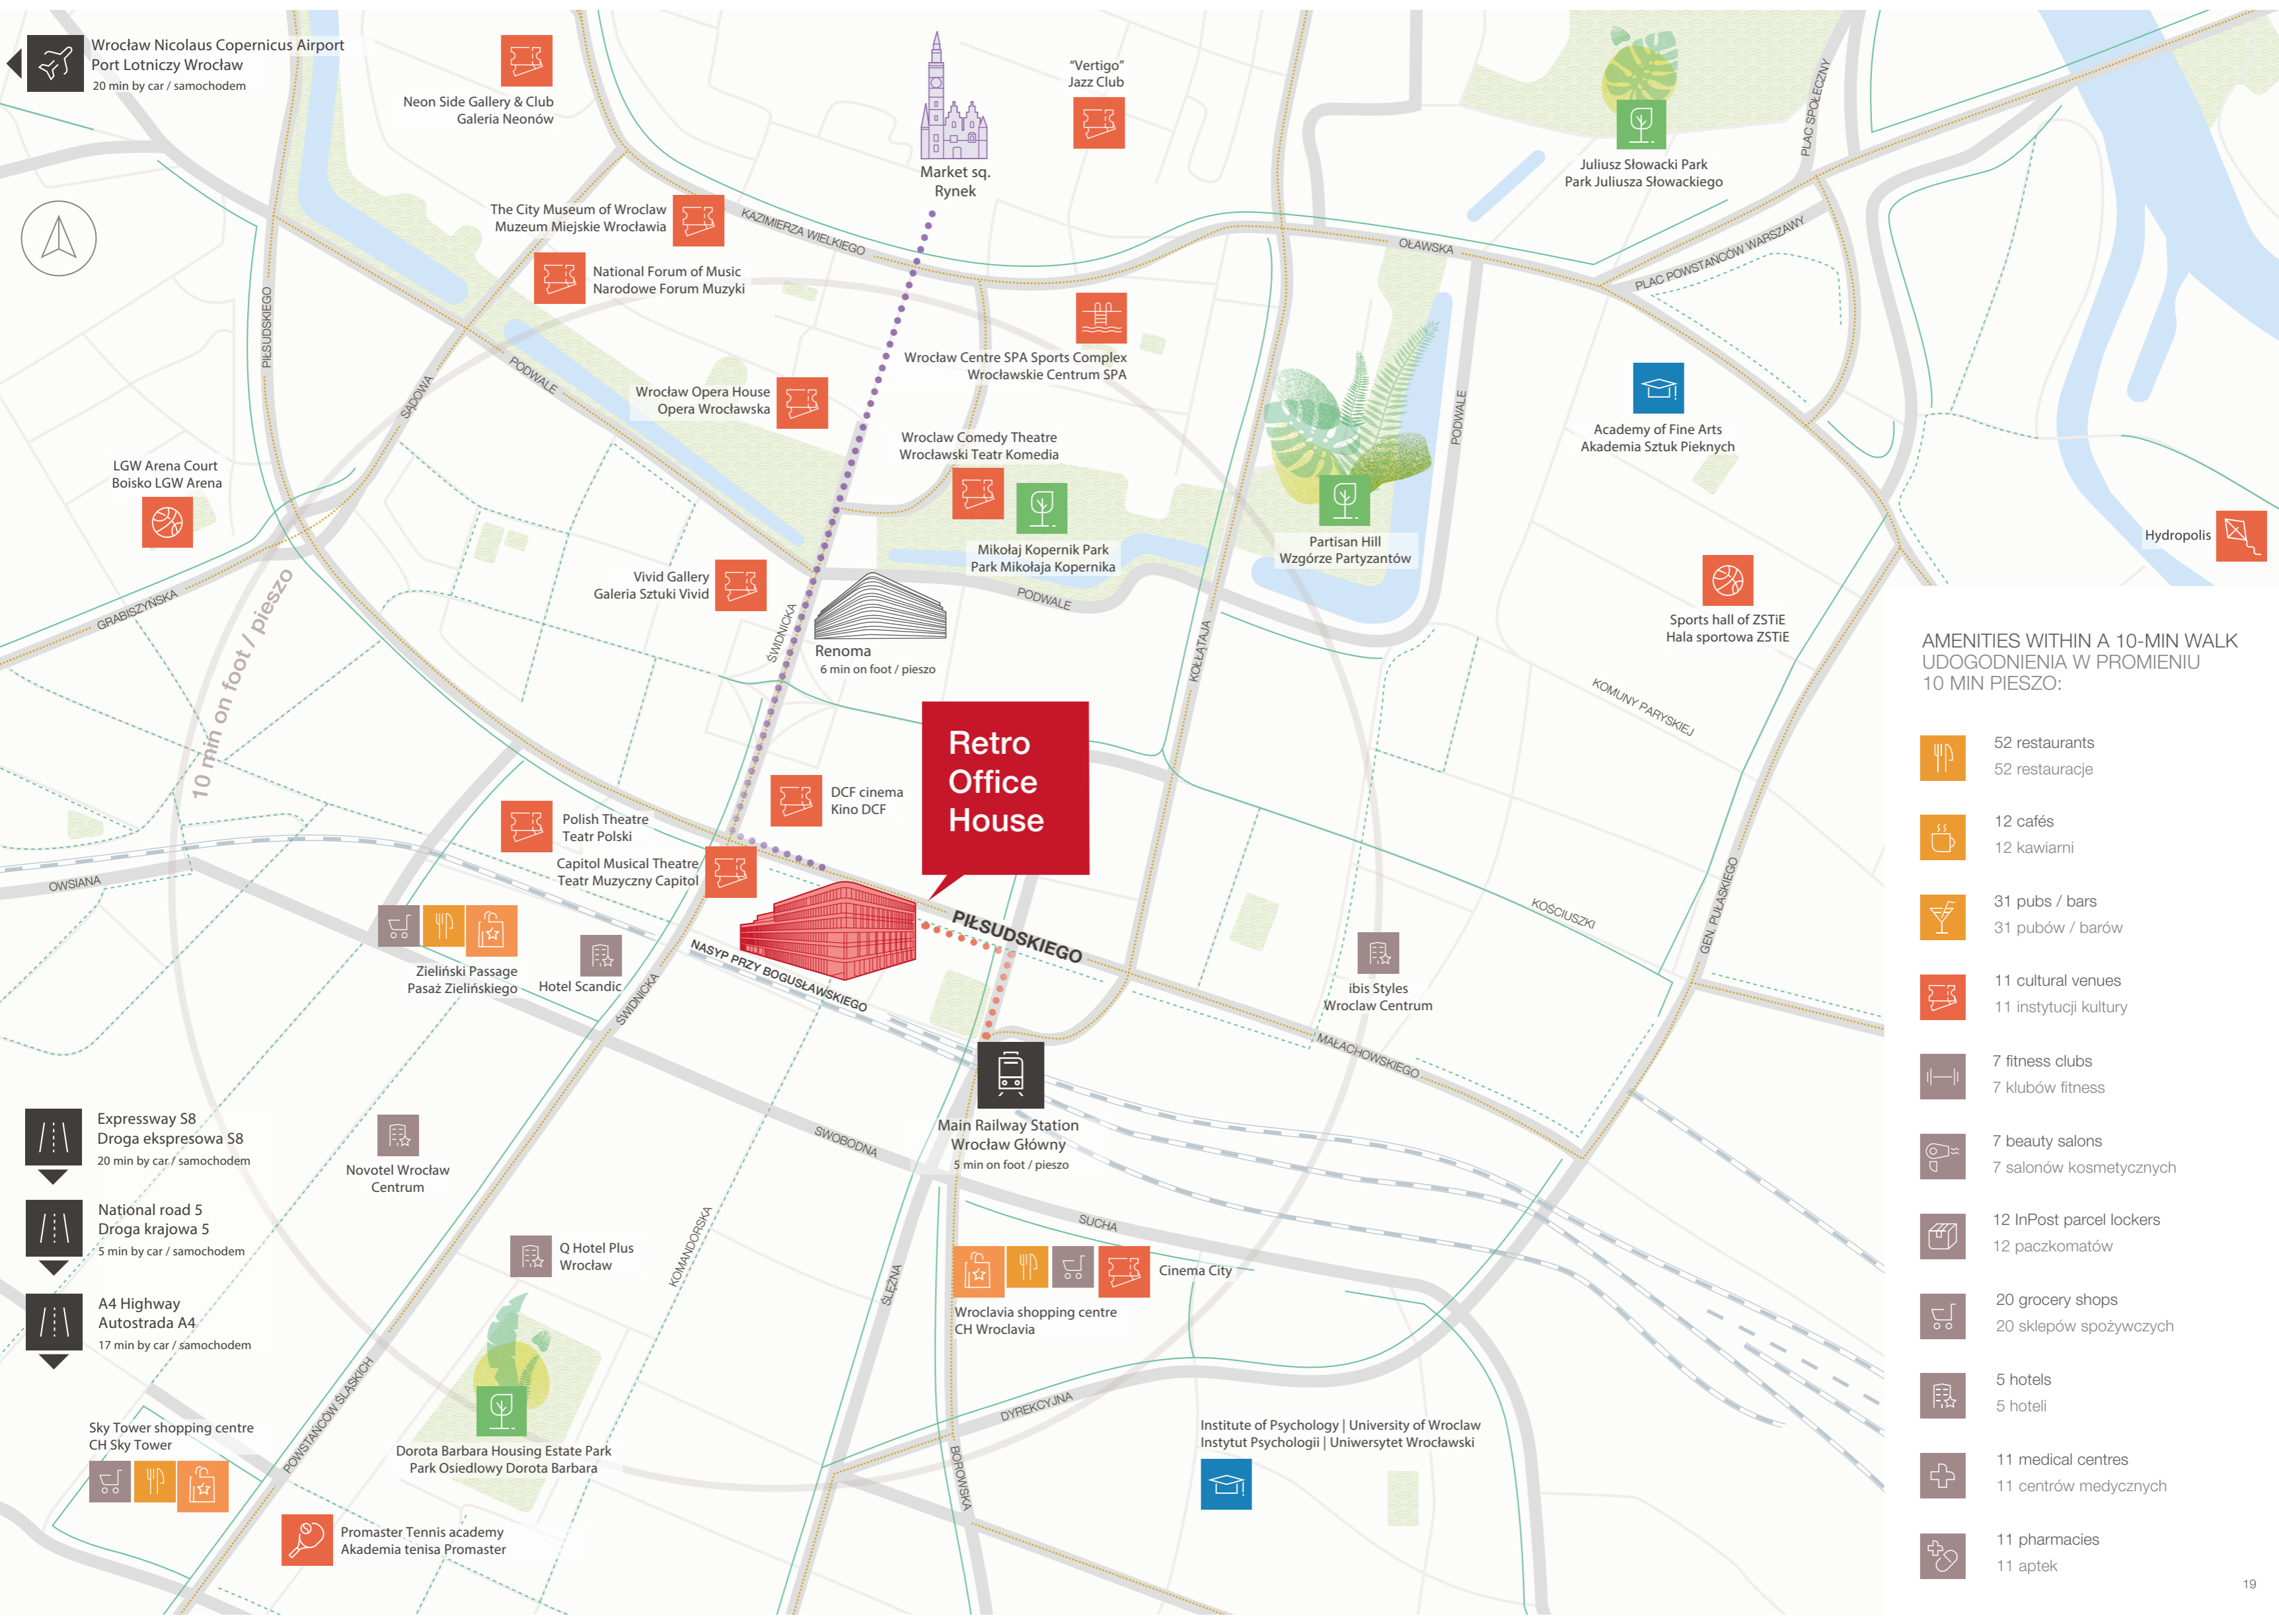 Wrocław Nicolaus Copernicus Airport
Port Lotniczy Wrocław
20 min by car / samochodem
Neon Side Gallery & Club
Galeria Neonów
Market sq.
Rynek
"Vertigo"
Jazz Club
Juliusz Słowacki Park
Park Juliusza Słowackiego
PLAC SPOŁECZNY
The City Museum of Wroclaw
Muzeum Miejskie Wrocławia
KAZIMIERZA WIELKIEGO
OŁAWSKA
PLAC POWSTAŃCÓW WARSZAWY
National Forum of Music
Narodowe Forum Muzyki
PIŁSUDSKIEGO
SĄDOWA
PODWALE
Wrocław Centre SPA Sports Complex
Wrocławskie Centrum SPA
Wrocław Opera House
Opera Wrocławska
Wroclaw Comedy Theatre
Wrocławski Teatr Komedia
PODWALE
Academy of Fine Arts
Akademia Sztuk Pieknych
LGW Arena Court
Boisko LGW Arena
Mikołaj Kopernik Park
Park Mikołaja Kopernika
Partisan Hill
Wzgórze Partyzantów
Hydropolis
Vivid Gallery
Galeria Sztuki Vivid
GRABISZYŃSKA
10 min on foot / pieszo
ŚWIDNICKA
PODWALE
KOŁŁĄTAJA
Renoma
6 min on foot / pieszo
Sports hall of ZSTiE
Hala sportowa ZSTiE
KOMUNY PARYSKIEJ
Retro
Office
House
DCF cinema
Kino DCF
Polish Theatre
Teatr Polski
Capitol Musical Theatre
Teatr Muzyczny Capitol
OWSIANA
PIŁSUDSKIEGO
NASYP PRZY BOGUSŁAWSKIEGO
KOŚCIUSZKI
GEN. PUŁASKIEGO
Zieliński Passage
Pasaż Zielińskiego
Hotel Scandic
ŚWIDNICKA
ibis Styles
Wroclaw Centrum
MAŁACHOWSKIEGO
Main Railway Station
Wrocław Główny
5 min on foot / pieszo
SWOBODNA
Expressway S8
Droga ekspresowa S8
20 min by car / samochodem
Novotel Wrocław
Centrum
National road 5
Droga krajowa 5
5 min by car / samochodem
Q Hotel Plus
Wrocław
KOMANDORSKA
ŚLĘŻNA
SUCHA
Cinema City
Wroclavia shopping centre
CH Wroclavia
A4 Highway
Autostrada A4
17 min by car / samochodem
POWSTAŃCÓW ŚLĄSKICH
Sky Tower shopping centre
CH Sky Tower
Dorota Barbara Housing Estate Park
Park Osiedlowy Dorota Barbara
DYREKCYJNA
BOROWSKA
Institute of Psychology | University of Wroclaw
Instytut Psychologii | Uniwersytet Wrocławski
Promaster Tennis academy
Akademia tenisa Promaster
AMENITIES WITHIN A 10-MIN WALK
UDOGODNIENIA W PROMIENIU
10 MIN PIESZO:
52 restaurants
52 restauracje
12 cafés
12 kawiarni
31 pubs / bars
31 pubów / barów
11 cultural venues
11 instytucji kultury
7 fitness clubs
7 klubów fitness
7 beauty salons
7 salonów kosmetycznych
12 InPost parcel lockers
12 paczkomatów
20 grocery shops
20 sklepów spożywczych
5 hotels
5 hoteli
11 medical centres
11 centrów medycznych
11 pharmacies
11 aptek
19